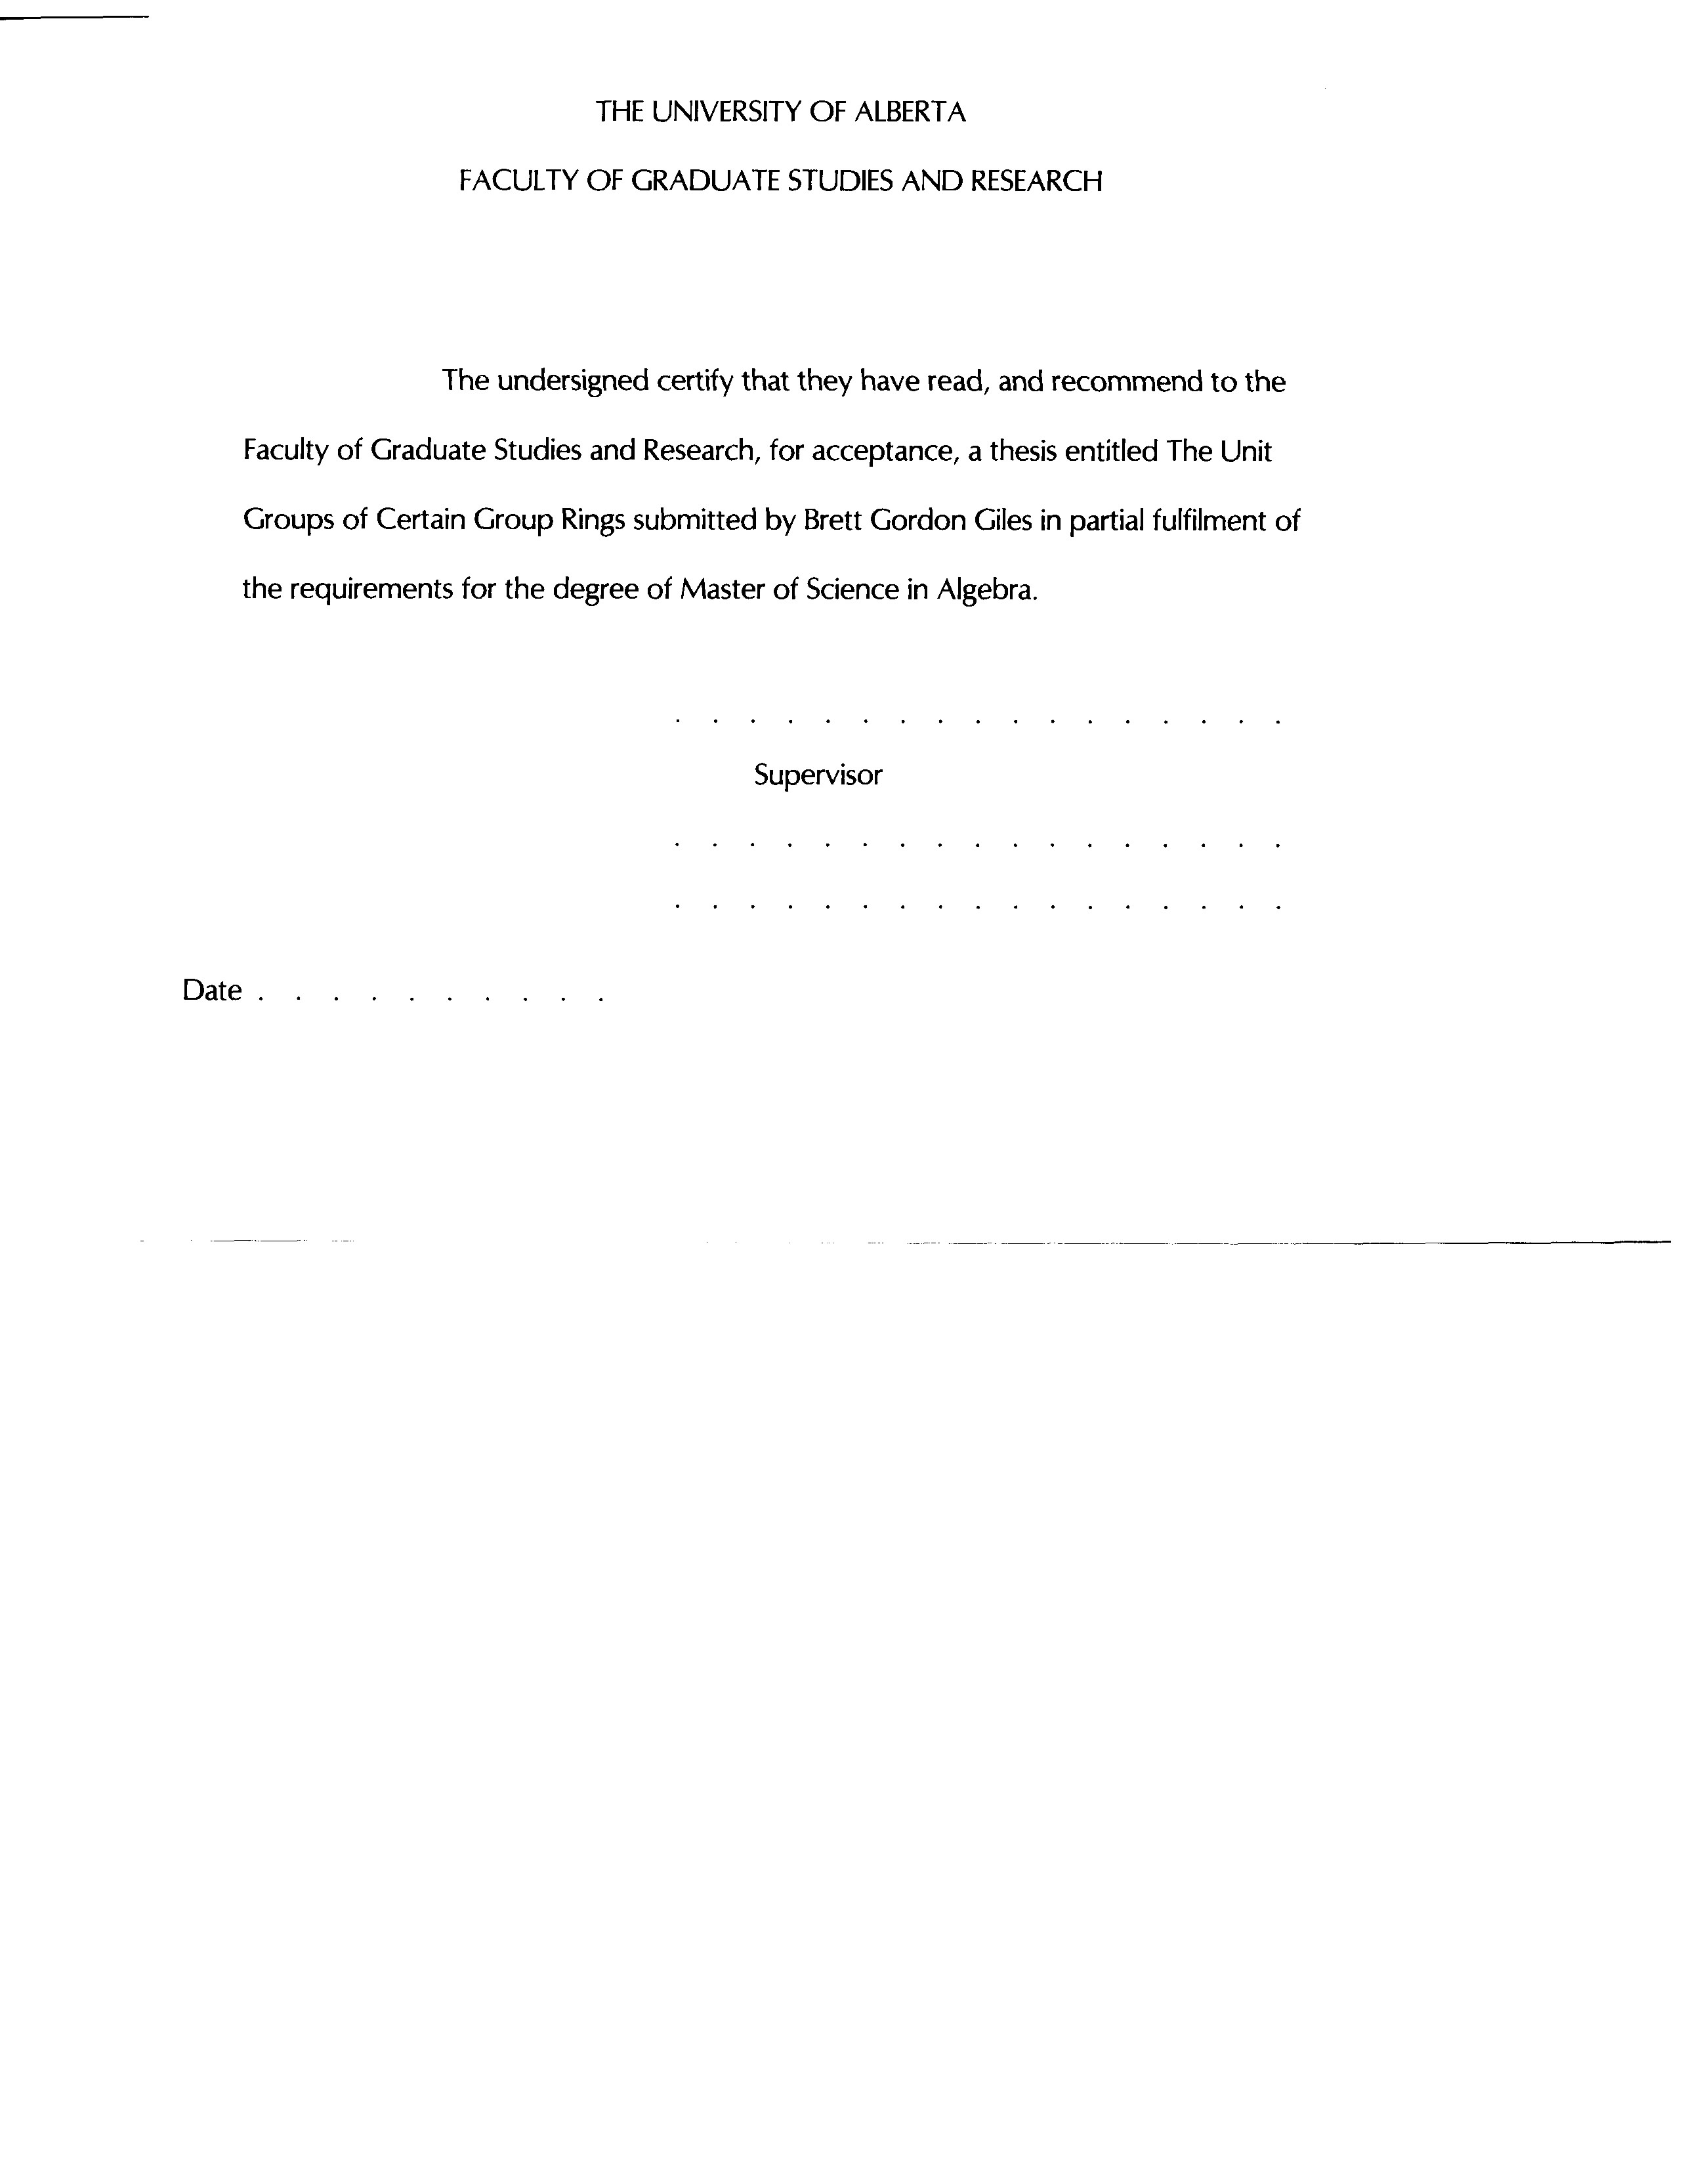 THE UNIVERSITY OF ALBERTA
FACULTY OF GRADUATE STUDIES AND RESEARCH
The undersigned certify that they have read, and recommend to the
Faculty of Graduate Studies and Research, for acceptance, a thesis entitled The Unit
Groups of Certain Group Rings submitted by Brett Gordon Giles in partial fulfilment of
the requirements for the degree of Master of Science in Algebra.
. . . . . . . . . . . . . . . . .
Supervisor
. . . . . . . . . . . . . . . . .
. . . . . . . . . . . . . . . . .
Date . . . . . . . . . .